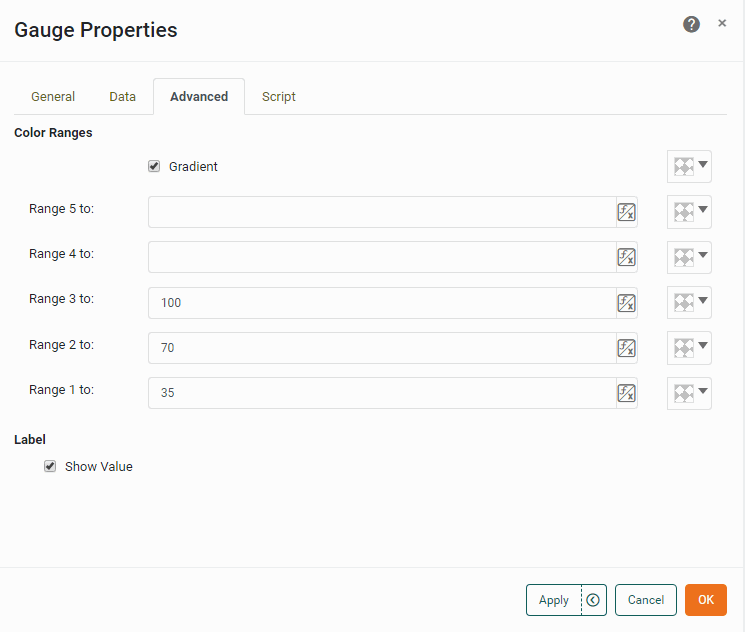 Gauge Properties
? ×
General Data Advanced Script
Color Ranges
Gradient
Range 5 to:
Range 4 to:
Range 3 to: 100
Range 2 to: 70
Range 1 to: 35
Label
Show Value
Apply Cancel OK